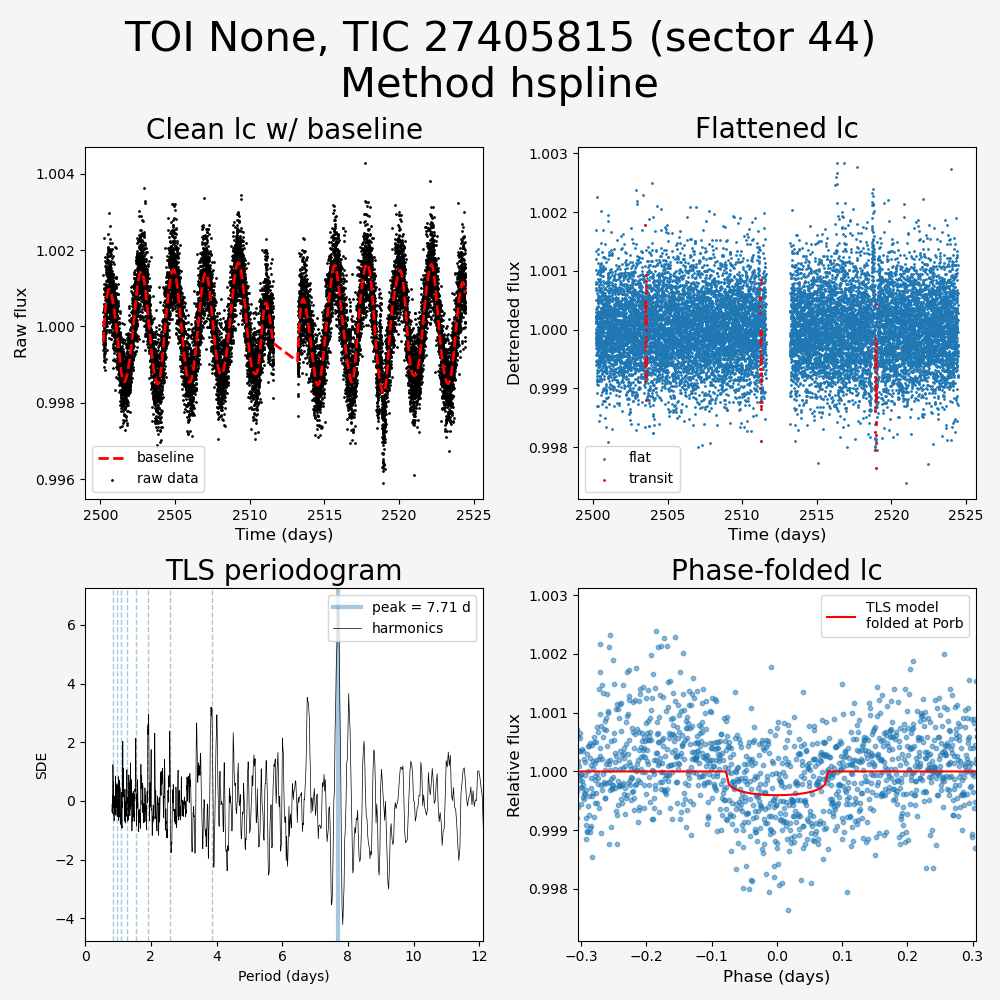 TOI None, TIC 27405815 (sector 44)
Method hspline
Clean lc w/ baseline
Raw flux
1.004
1.002
1.000
0.998
0.996
baseline
raw data
2500
2505
2510
2515
2520
2525
Time (days)
Flattened lc
Detrended flux
1.003
1.002
1.001
1.000
0.999
0.998
flat
transit
2500
2505
2510
2515
2520
2525
Time (days)
TLS periodogram
SDE
6
4
2
0
−2
−4
peak = 7.71 d
harmonics
0
2
4
6
8
10
12
Period (days)
Phase-folded lc
Relative flux
1.003
1.002
1.001
1.000
0.999
0.998
TLS model
folded at Porb
−0.3
−0.2
−0.1
0.0
0.1
0.2
0.3
Phase (days)